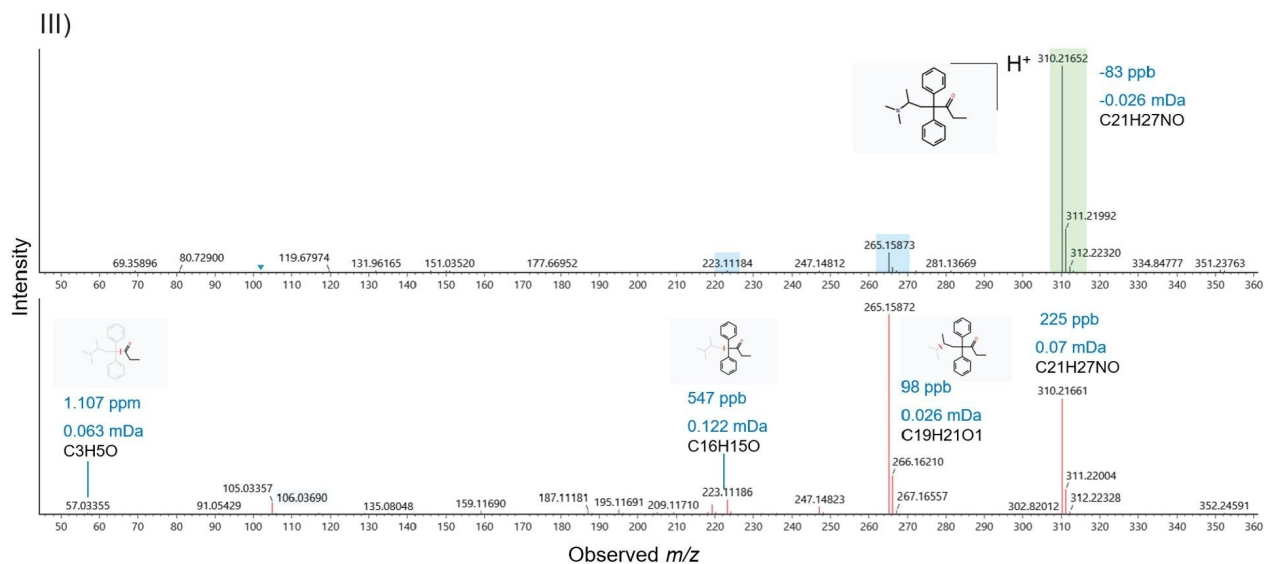 III)
Intensity
H+
310.21652
-83 ppb
-0.026 mDa
C21H27NO
311.21992
312.22320
265.15873
69.35896 80.72900 119.67974 131.96165 151.03520 177.66952 223.11184 247.14812 281.13669 334.84777 351.23763
50 60 70 80 90 100 110 120 130 140 150 160 170 180 190 200 210 220 230 240 250 260 270 280 290 300 310 320 330 340 350 360
265.15872
1.107 ppm
0.063 mDa
C3H5O
547 ppb
0.122 mDa
C16H15O
98 ppb
0.026 mDa
C19H21O1
225 ppb
0.07 mDa
C21H27NO
310.21661
266.16210
267.16557
311.22004
312.22328
57.03355 91.05429 105.03357 106.03690 135.08048 159.11690 187.11181 195.11691 209.11710 223.11186 247.14823 302.82012 352.24591
50 60 70 80 90 100 110 120 130 140 150 160 170 180 190 200 210 220 230 240 250 260 270 280 290 300 310 320 330 340 350 360
Observed m/z